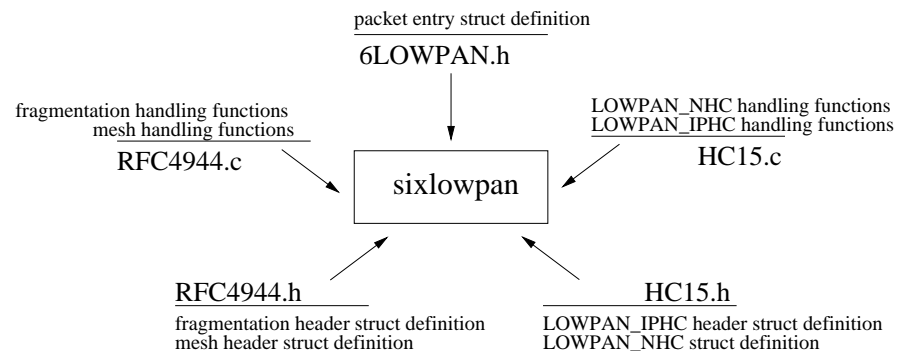 packet entry struct definition
6LOWPAN.h
fragmentation handling functions
mesh handling functions
RFC4944.c
LOWPAN_NHC handling functions
LOWPAN_IPHC handling functions
HC15.c
sixlowpan
RFC4944.h
fragmentation header struct definition
mesh header struct definition
HC15.h
LOWPAN_IPHC header struct definition
LOWPAN_NHC struct definition